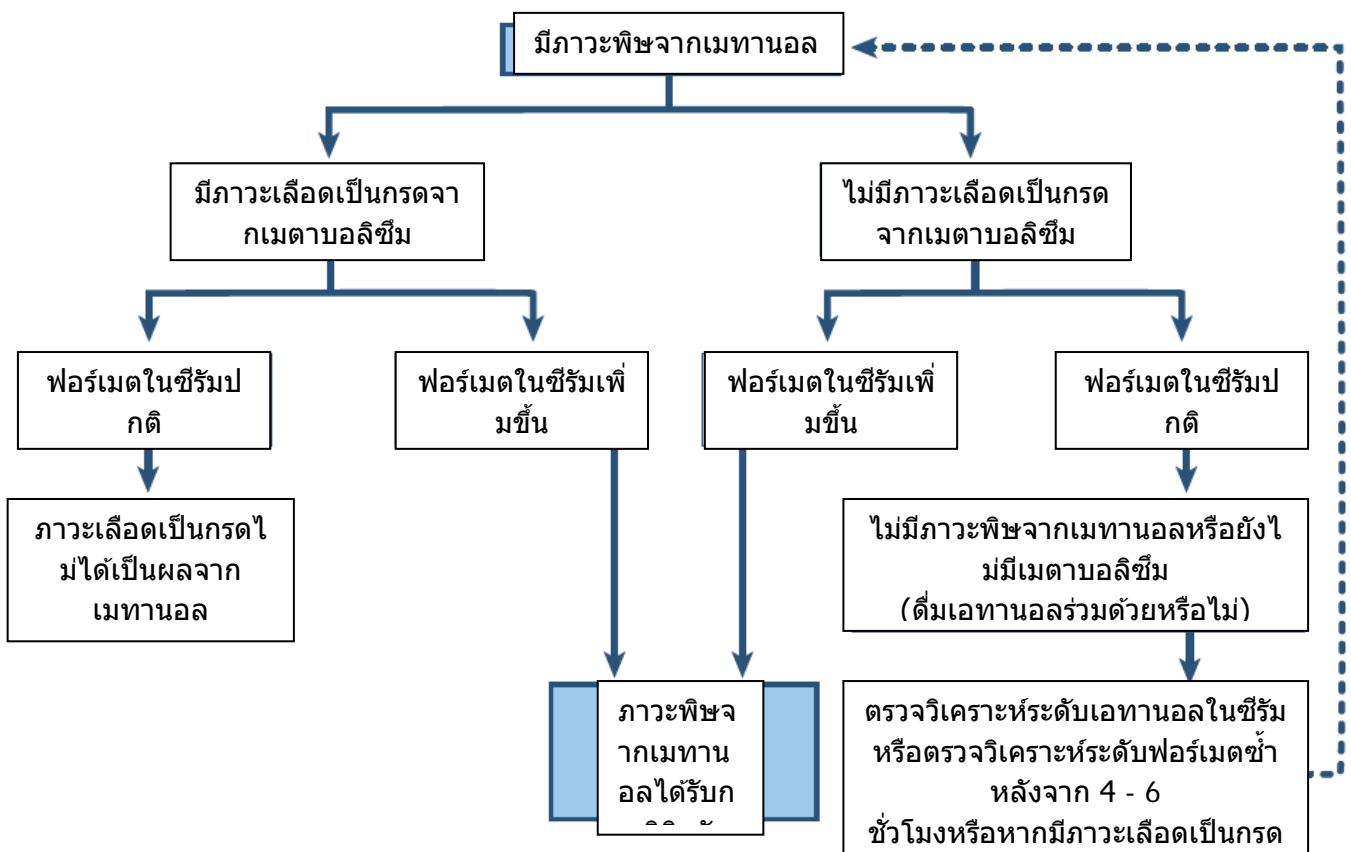 มีภาวะพิษจากเมทานอล
มีภาวะเลือดเป็นกรดจา
กเมตาบอลิซึม
ไม่มีภาวะเลือดเป็นกรด
จากเมตาบอลิซึม
ฟอร์เมตในซีรัมป
กติ
ฟอร์เมตในซีรัมเพิ่
มขึ้น
ฟอร์เมตในซีรัมเพิ่
มขึ้น
ฟอร์เมตในซีรัมป
กติ
ภาวะเลือดเป็นกรดไ
ม่ได้เป็นผลจาก
เมทานอล
ไม่มีภาวะพิษจากเมทานอลหรือยังไ
ม่มีเมตาบอลิซึม
(ดื่มเอทานอลร่วมด้วยหรือไม่)
ภาวะพิษจ
ากเมทาน
อลได้รับก
ตรวจวิเคราะห์ระดับเอทานอลในซีรัม
หรือตรวจวิเคราะห์ระดับฟอร์เมตซ้ำ
หลังจาก 4 - 6
ชั่วโมงหรือหากมีภาวะเลือดเป็นกรด